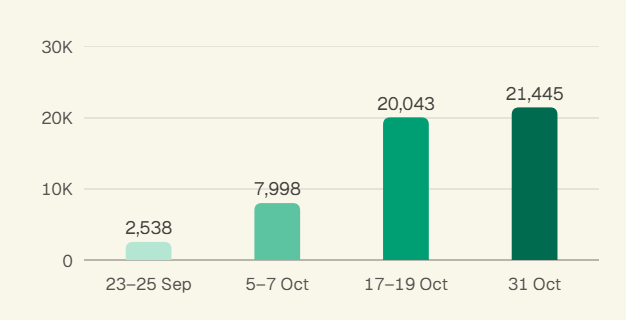 30K
20K
10K
0
2,538
7,998
20,043
21,445
23–25 Sep
5–7 Oct
17–19 Oct
31 Oct